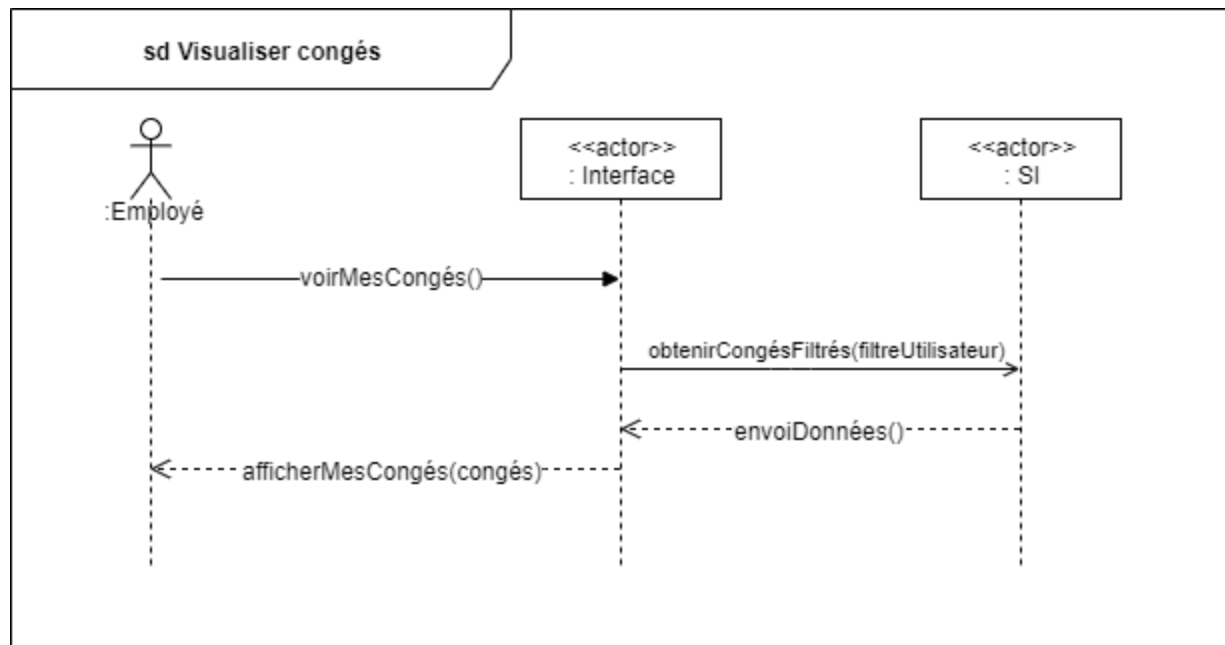 sd Visualiser congés
:Employé
<<actor>>
: Interface
<<actor>>
: SI
voirMesCongés()
obtenirCongésFiltrés(filtreUtilisateur)
envoiDonnées()
afficherMesCongés(congés)